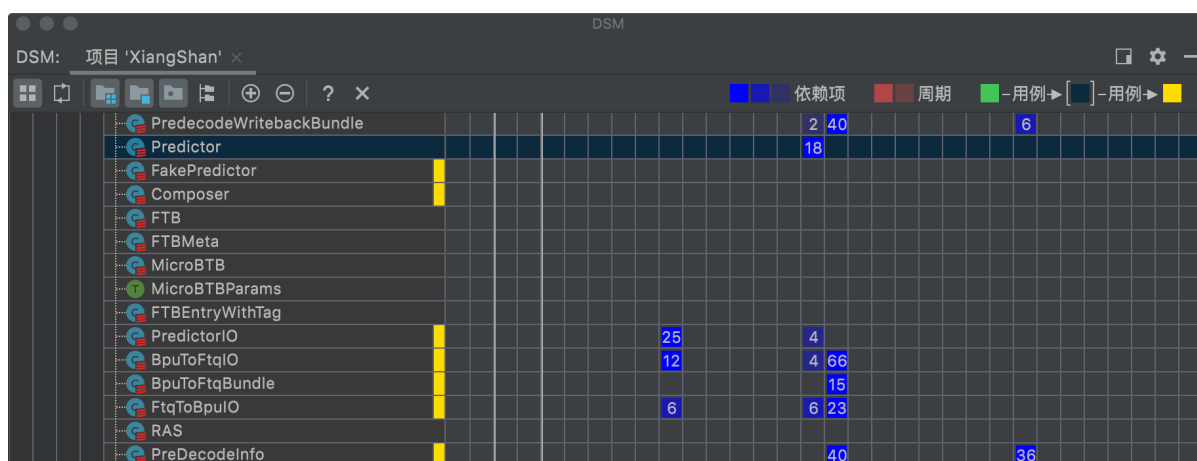 DSM
DSM: 项目 'XiangShan' ×
? × 依赖项 周期 -用例→[ ]-用例→
PredecodeWritebackBundle 2 40 6
Predictor 18
FakePredictor
Composer
FTB
FTBMeta
MicroBTB
T MicroBTBParams
FTBEntryWithTag
PredictorIO 25 4
BpuToFtqIO 12 4 66
BpuToFtqBundle 15
FtqToBpuIO 6 6 23
RAS
PreDecodeInfo 40 36